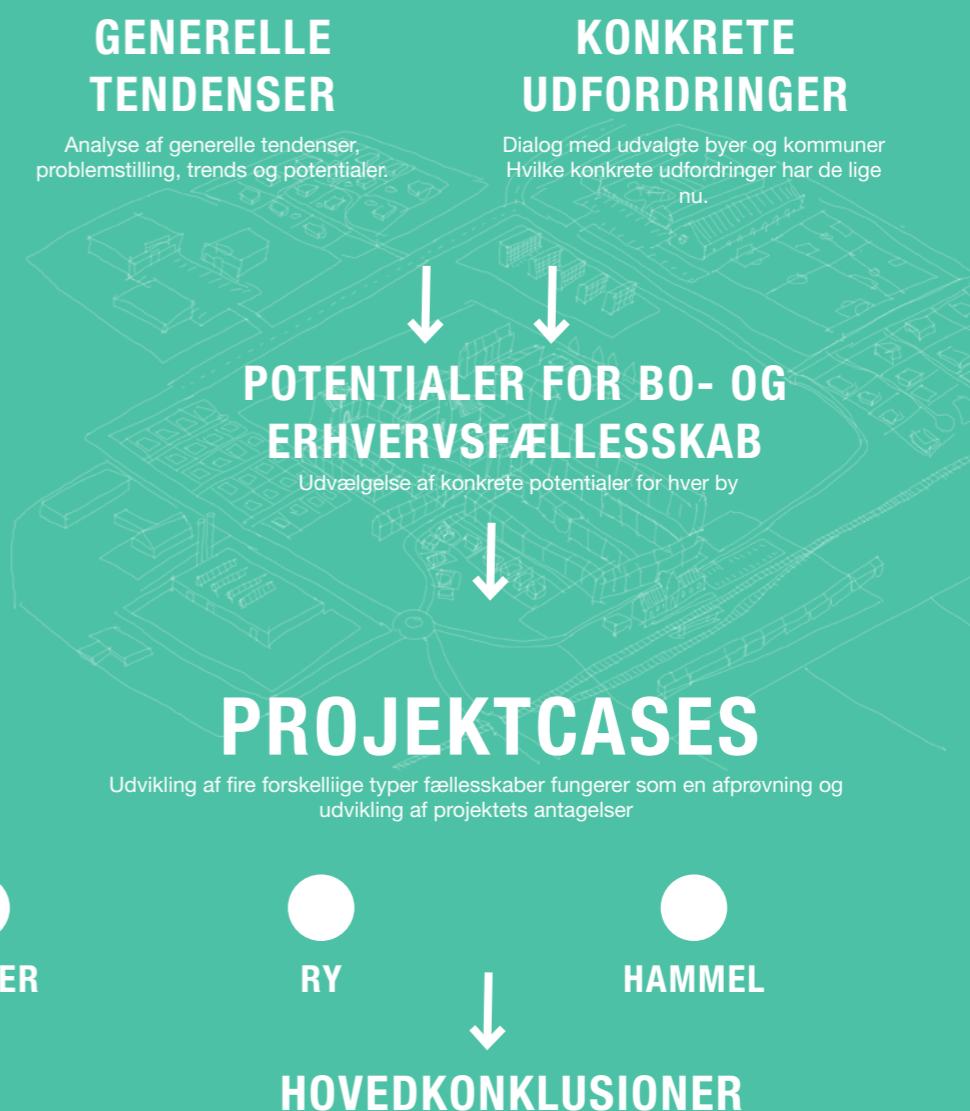 GENERELLE
TENDENSER
Analyse af generelle tendenser,
problemstilling, trends og potentialer.
KONKRETE
UDFORDRINGER
Dialog med udvalgte byer og kommuner
Hvilke konkrete udfordringer har de lige
nu.
POTENTIALER FOR BO- OG
ERHVERVSFÆLLESSKAB
Udvælgelse af konkrete potentialer for hver by
PROJEKTCASES
Udvikling af fire forskelliige typer fællesskaber fungerer som en afprøvning og
udvikling af projektets antagelser
ER
RY
HAMMEL
HOVEDKONKLUSIONER